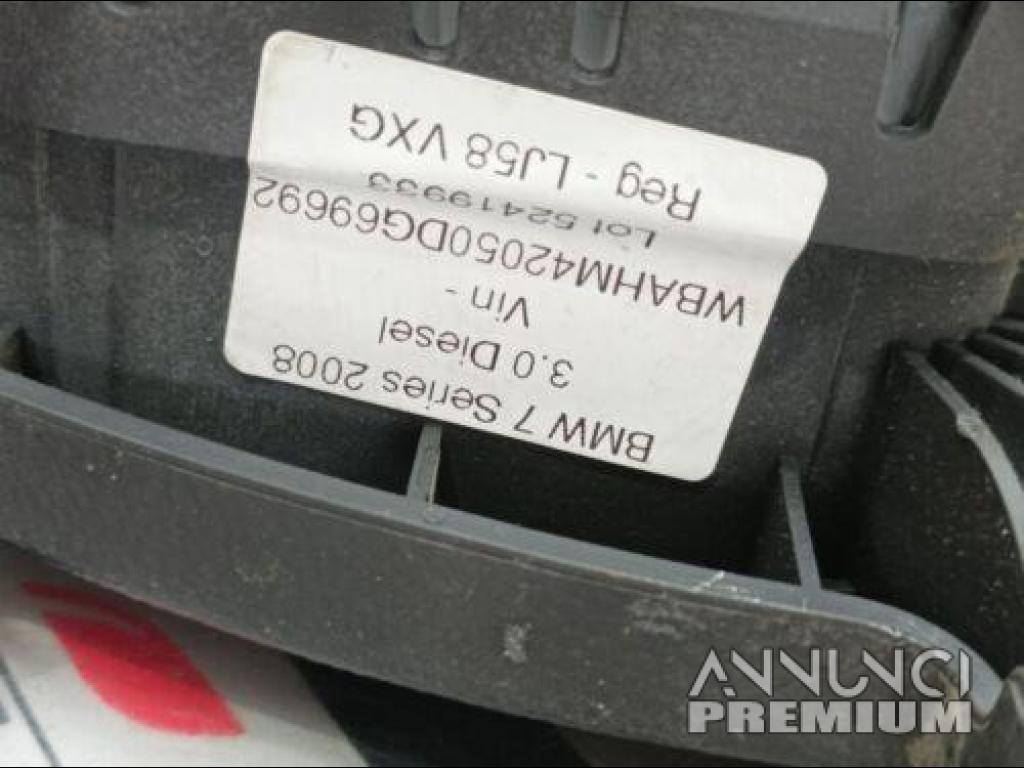 BMW 7 Series 2008
3.0 Diesel
Vin -
WBAHM42050DG69692
Lot 52419933
Reg - LJ58 VXG
ANNUNCI
PREMIUM